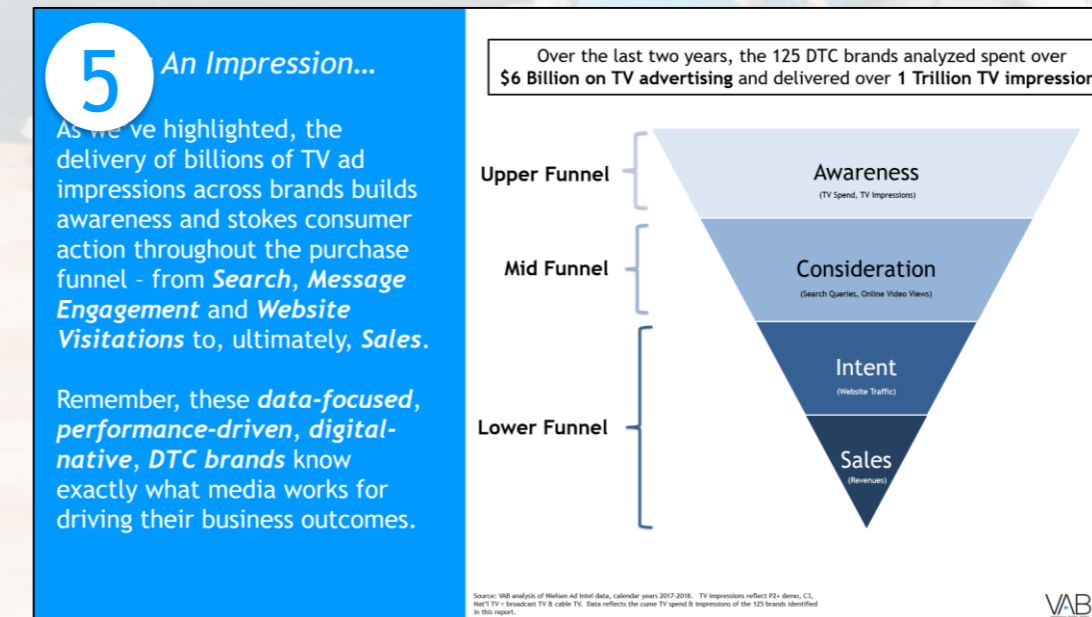 5
An Impression…
As we've highlighted, the
delivery of billions of TV ad
impressions across brands builds
awareness and stokes consumer
action throughout the purchase
funnel – from Search, Message
Engagement and Website
Visitations to, ultimately, Sales.
Remember, these data-focused,
performance-driven, digital-
native, DTC brands know
exactly what media works for
driving their business outcomes.
Over the last two years, the 125 DTC brands analyzed spent over
$6 Billion on TV advertising and delivered over 1 Trillion TV impression
Upper Funnel
Awareness
(TV Spend, TV Impressions)
Mid Funnel
Consideration
(Search Queries, Online Video Views)
Lower Funnel
Intent
(Website Traffic)
Sales
(Revenues)
Source: VAB analysis of Nielsen Ad Intel data, calendar years 2017-2018. TV impressions reflect P2+ demo, C3,
Nat'l TV = broadcast TV & cable TV. Data reflects the cume TV spend & impressions of the 125 brands identified
in this report.
VAB